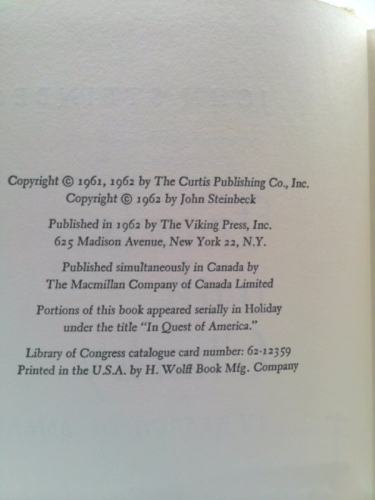 Copyright © 1961, 1962 by The Curtis Publishing Co., Inc.
Copyright © 1962 by John Steinbeck
Published in 1962 by The Viking Press, Inc.
625 Madison Avenue, New York 22, N.Y.
Published simultaneously in Canada by
The Macmillan Company of Canada Limited
Portions of this book appeared serially in Holiday
under the title "In Quest of America."
Library of Congress catalogue card number: 62-12359
Printed in the U.S.A. by H. Wolff Book Mfg. Company